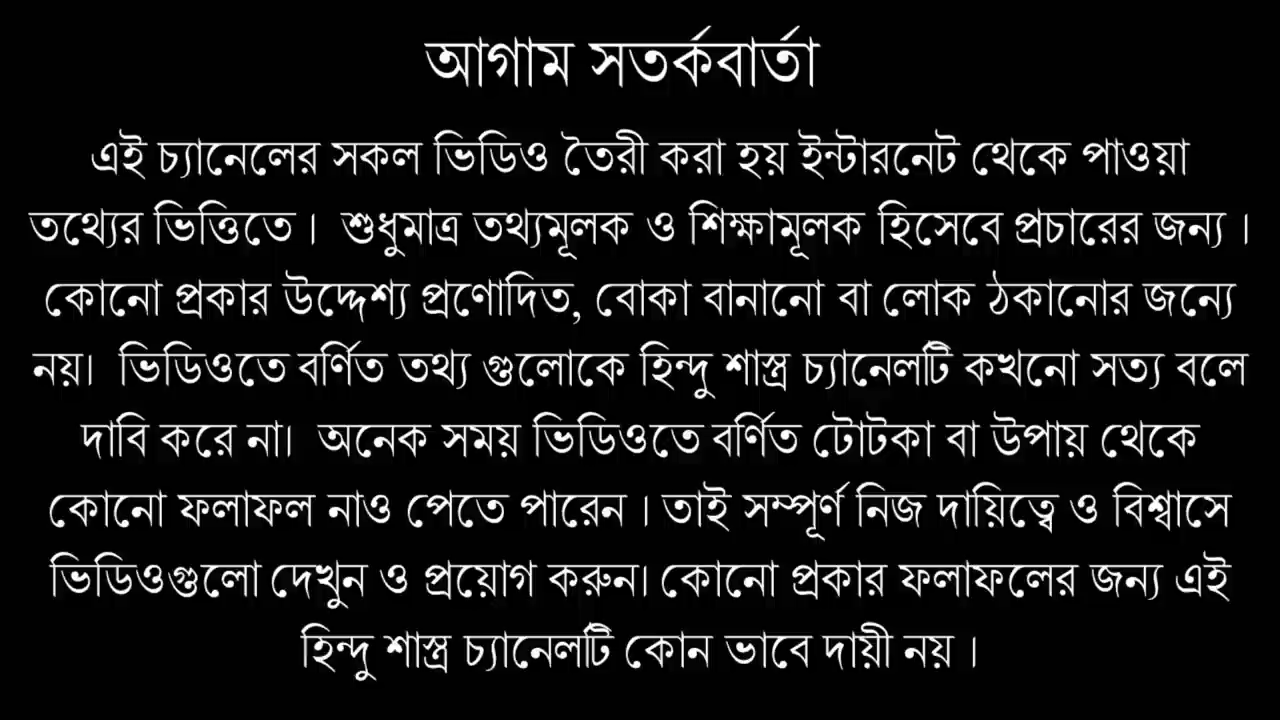 আগাম সতর্কবার্তা
এই চ্যানেলের সকল ভিডিও তৈরী করা হয় ইন্টারনেট থেকে পাওয়া
তথ্যের ভিত্তিতে । শুধুমাত্র তথ্যমূলক ও শিক্ষামূলক হিসেবে প্রচারের জন্য ।
কোনো প্রকার উদ্দেশ্য প্রণোদিত, বোকা বানানো বা লোক ঠকানোর জন্যে
নয়। ভিডিওতে বর্ণিত তথ্য গুলোকে হিন্দু শাস্ত্র চ্যানেলটি কখনো সত্য বলে
দাবি করে না। অনেক সময় ভিডিওতে বর্ণিত টোটকা বা উপায় থেকে
কোনো ফলাফল নাও পেতে পারেন । তাই সম্পূর্ণ নিজ দায়িত্বে ও বিশ্বাসে
ভিডিওগুলো দেখুন ও প্রয়োগ করুন। কোনো প্রকার ফলাফলের জন্য এই
হিন্দু শাস্ত্র চ্যানেলটি কোন ভাবে দায়ী নয় ।